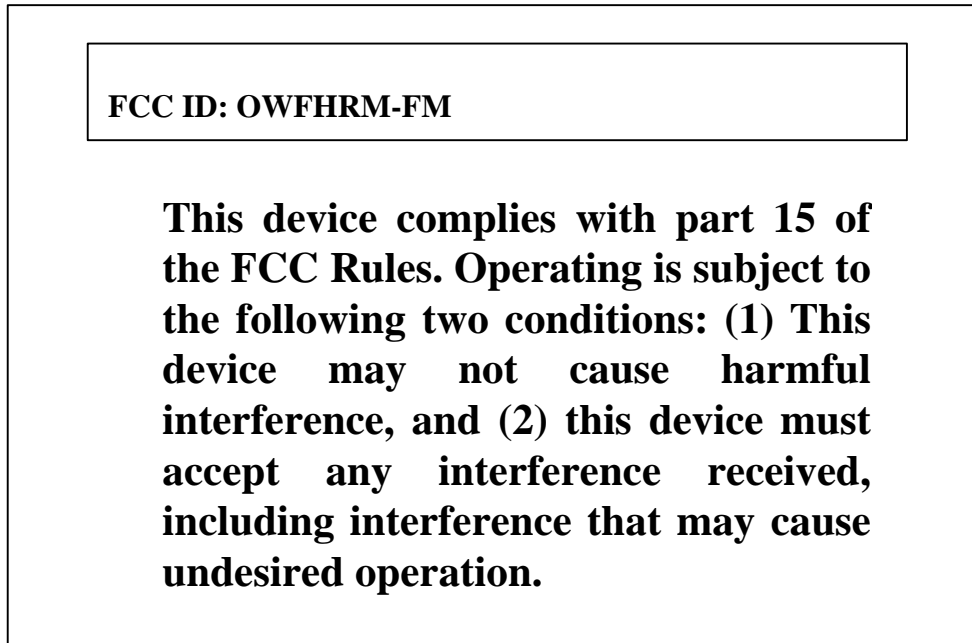 FCC ID: OWFHRM-FM
This device complies with part 15 of
the FCC Rules. Operating is subject to
the following two conditions: (1) This
device may not cause harmful
interference, and (2) this device must
accept any interference received,
including interference that may cause
undesired operation.